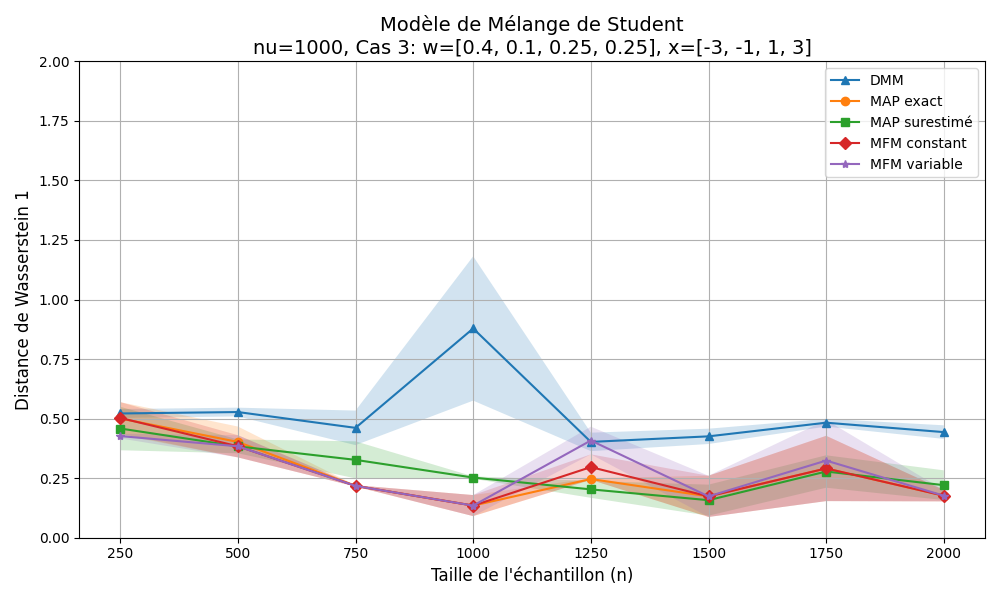 Modèle de Mélange de Student
nu=1000, Cas 3: w=[0.4, 0.1, 0.25, 0.25], x=[-3, -1, 1, 3]
Distance de Wasserstein 1
2.00
1.75
1.50
1.25
1.00
0.75
0.50
0.25
0.00
DMM
MAP exact
MAP surestimé
MFM constant
MFM variable
250 500 750 1000 1250 1500 1750 2000
Taille de l'échantillon (n)